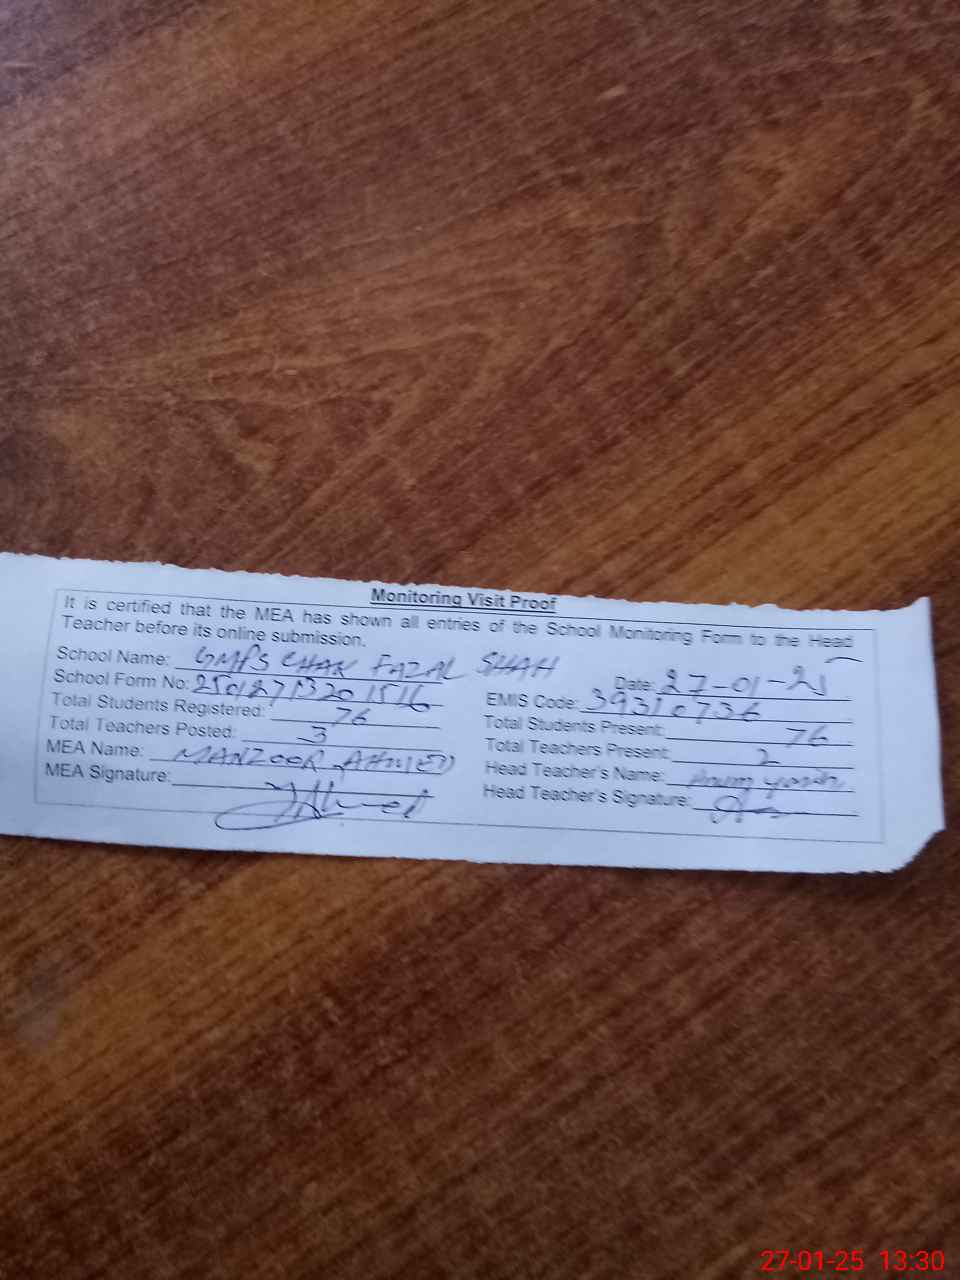 Monitoring Visit Proof
It is certified that the MEA has shown all entries of the School Monitoring Form to the Head
Teacher before its online submission.
School Name: GMPS CHAK FAZAL SHAH
Date: 27-01-25
School Form No: 25012713201516
EMIS Code: 39310736
Total Students Registered: 76
Total Students Present: 76
Total Teachers Posted: 3
Total Teachers Present: 2
MEA Name: MANZOOR AHMED
Head Teacher's Name: Anum
MEA Signature: Ahmed
Head Teacher's Signature:
27-01-25 13:30